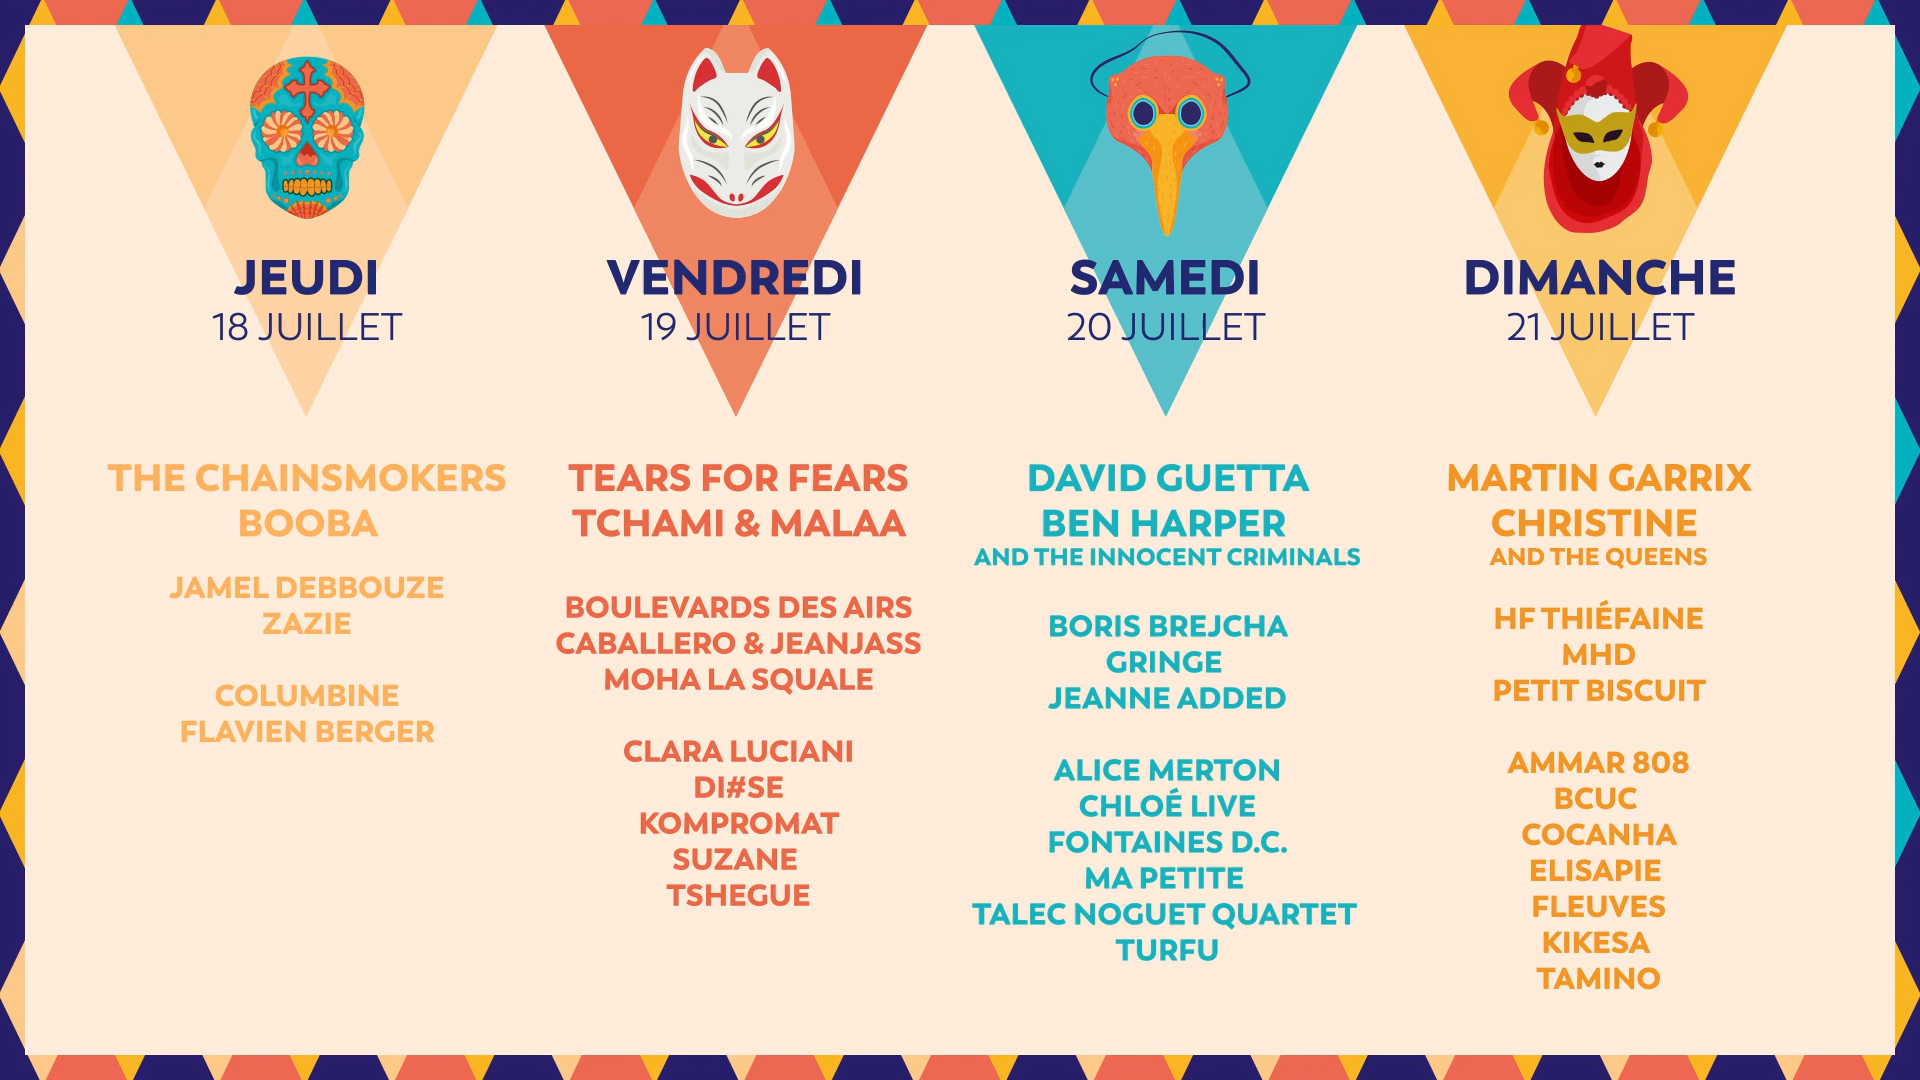 JEUDI
18 JUILLET
THE CHAINSMOKERS
BOOBA
JAMEL DEBBOUZE
ZAZIE
COLUMBINE
FLAVIEN BERGER
VENDREDI
19 JUILLET
TEARS FOR FEARS
TCHAMI & MALAA
BOULEVARDS DES AIRS
CABALLERO & JEANJASS
MOHA LA SQUALE
CLARA LUCIANI
DI#SE
KOMPROMAT
SUZANE
TSHEGUE
SAMEDI
20 JUILLET
DAVID GUETTA
BEN HARPER
AND THE INNOCENT CRIMINALS
BORIS BREJCHA
GRINGE
JEANNE ADDED
ALICE MERTON
CHLOÉ LIVE
FONTAINES D.C.
MA PETITE
TALEC NOGUET QUARTET
TURFU
DIMANCHE
21 JUILLET
MARTIN GARRIX
CHRISTINE
AND THE QUEENS
HF THIÉFAINE
MHD
PETIT BISCUIT
AMMAR 808
BCUC
COCANHA
ELISAPIE
FLEUVES
KIKESA
TAMINO